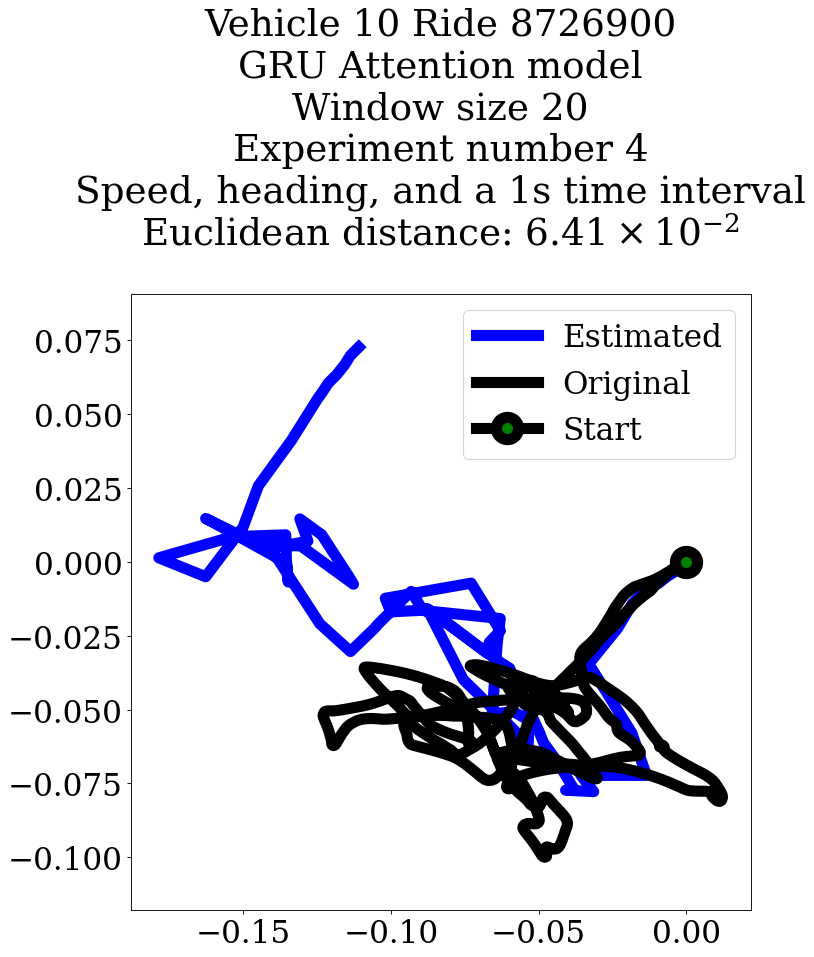 Vehicle 10 Ride 8726900
GRU Attention model
Window size 20
Experiment number 4
Speed, heading, and a 1s time interval
Euclidean distance: 6.41 × 10⁻²
Estimated
Original
Start
0.075
0.050
0.025
0.000
−0.025
−0.050
−0.075
−0.100
−0.15
−0.10
−0.05
0.00